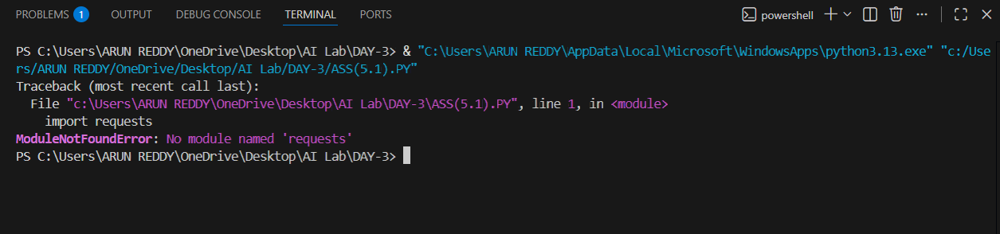 PROBLEMS 1 OUTPUT DEBUG CONSOLE TERMINAL PORTS powershell
PS C:\Users\ARUN REDDY\OneDrive\Desktop\AI Lab\DAY-3> & "C:\Users\ARUN REDDY\AppData\Local\Microsoft\WindowsApps\python3.13.exe" "c:/Use
rs/ARUN REDDY/OneDrive/Desktop/AI Lab/DAY-3/ASS(5.1).PY"
Traceback (most recent call last):
  File "c:\Users\ARUN REDDY\OneDrive\Desktop\AI Lab\DAY-3\ASS(5.1).PY", line 1, in <module>
    import requests
ModuleNotFoundError: No module named 'requests'
PS C:\Users\ARUN REDDY\OneDrive\Desktop\AI Lab\DAY-3>